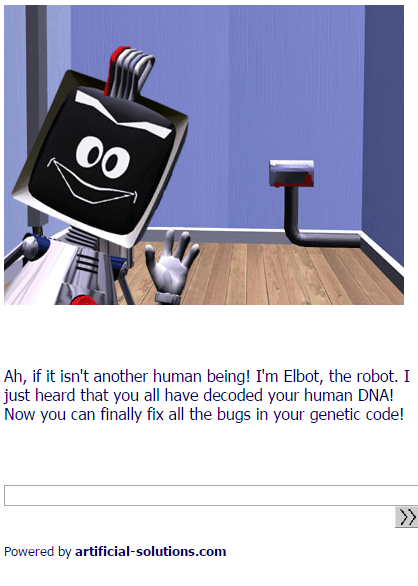 Ah, if it isn't another human being! I'm Elbot, the robot. I
just heard that you all have decoded your human DNA!
Now you can finally fix all the bugs in your genetic code!
Powered by artificial-solutions.com